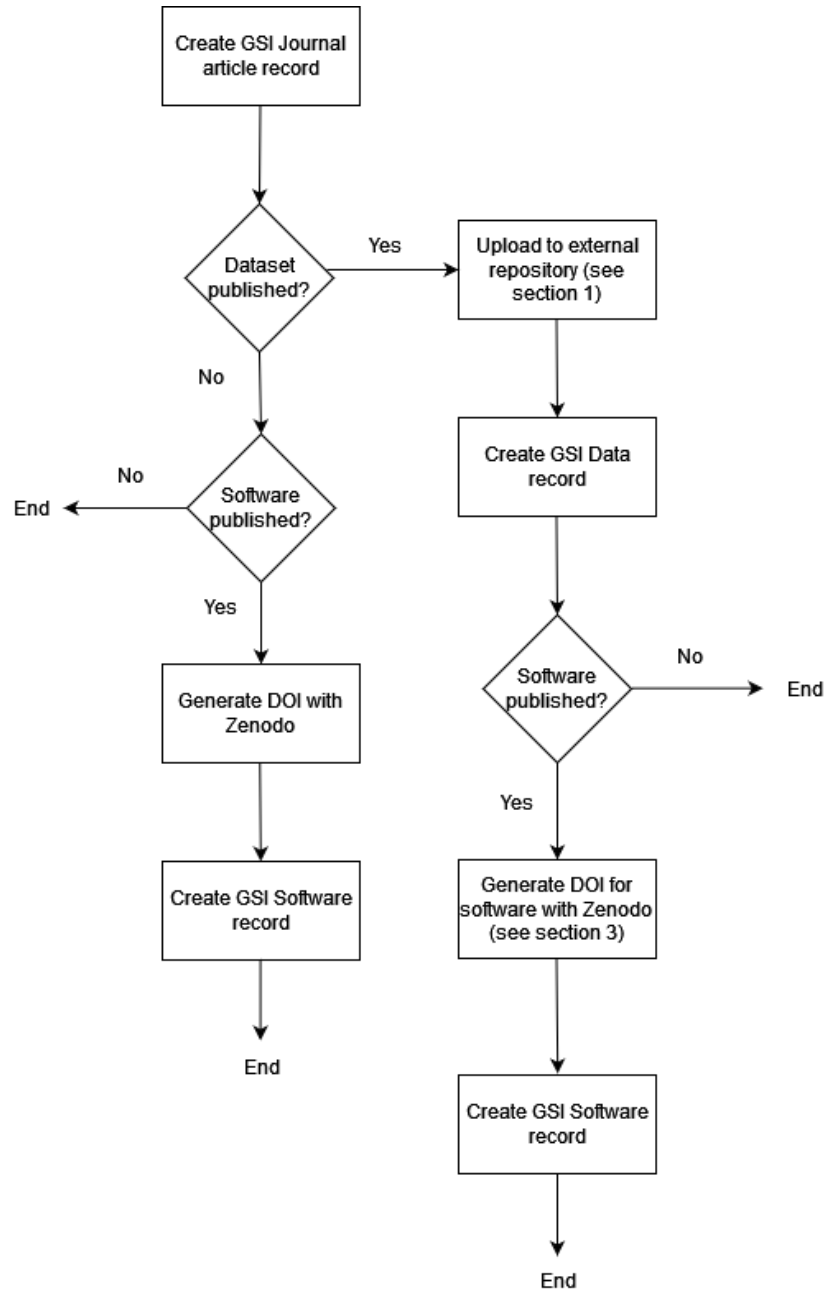 Create GSI Journal
article record
Dataset
published?
Yes
Upload to external
repository (see
section 1)
No
Create GSI Data
record
Software
published?
No
End
Yes
Generate DOI with
Zenodo
Create GSI Software
record
End
Software
published?
No
End
Yes
Generate DOI for
software with Zenodo
(see section 3)
Create GSI Software
record
End